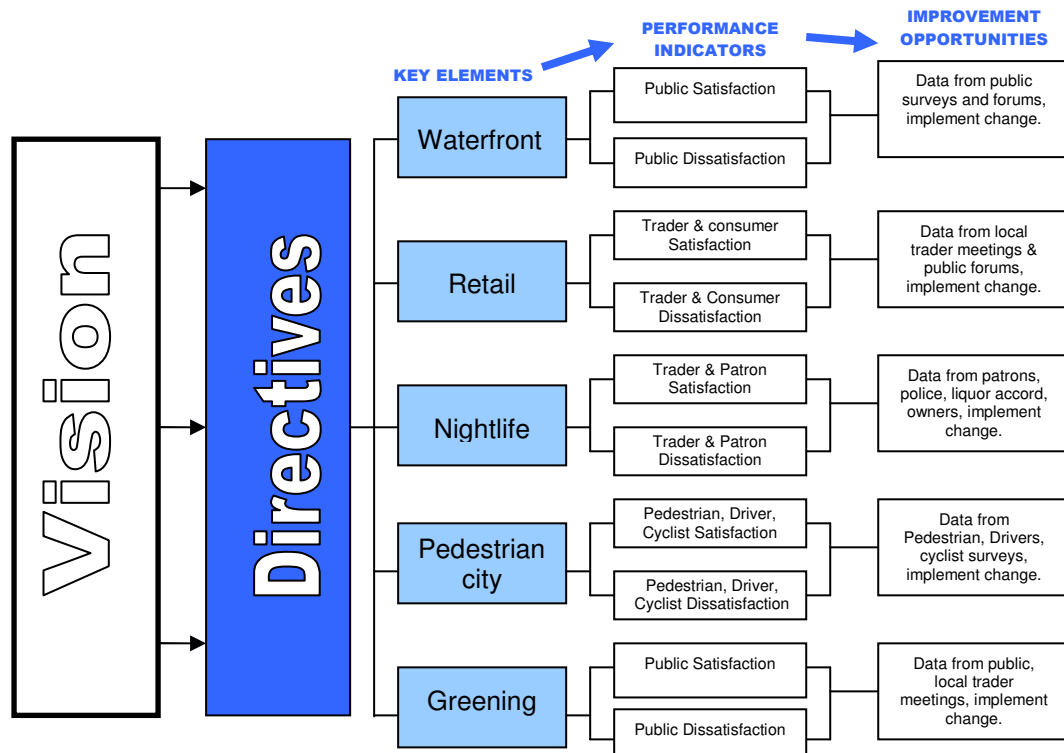 Vision
Directives
KEY ELEMENTS
PERFORMANCE
INDICATORS
IMPROVEMENT
OPPORTUNITIES
Waterfront
Public Satisfaction
Public Dissatisfaction
Data from public
surveys and forums,
implement change.
Retail
Trader & consumer
Satisfaction
Trader & Consumer
Dissatisfaction
Data from local
trader meetings &
public forums,
implement change.
Nightlife
Trader & Patron
Satisfaction
Trader & Patron
Dissatisfaction
Data from patrons,
police, liquor accord,
owners, implement
change.
Pedestrian
city
Pedestrian, Driver,
Cyclist Satisfaction
Pedestrian, Driver,
Cyclist Dissatisfaction
Data from
Pedestrian, Drivers,
cyclist surveys,
implement change.
Greening
Public Satisfaction
Public Dissatisfaction
Data from public,
local trader
meetings, implement
change.